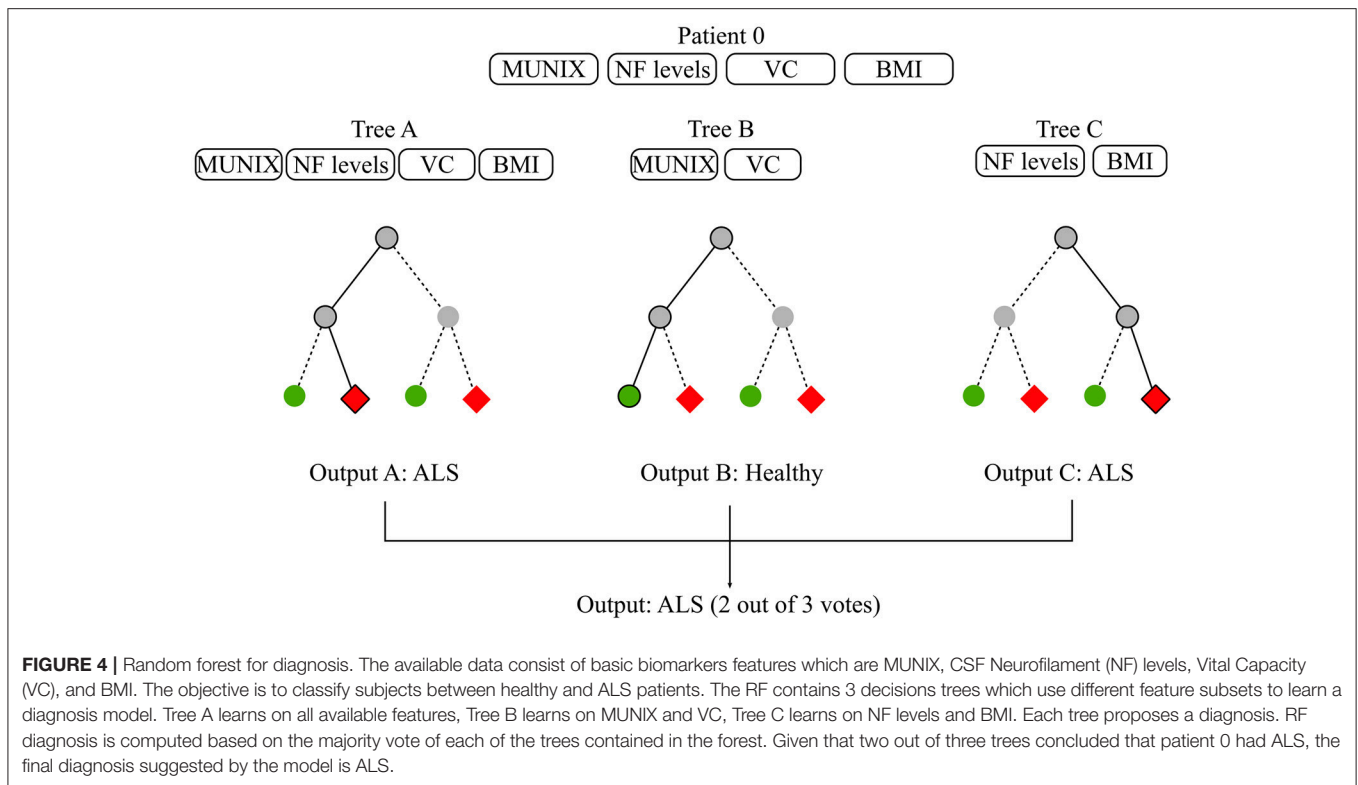 Patient 0
MUNIX NF levels VC BMI
Tree A Tree B Tree C
MUNIX NF levels VC BMI MUNIX VC NF levels BMI
Output A: ALS Output B: Healthy Output C: ALS
Output: ALS (2 out of 3 votes)
FIGURE 4 | Random forest for diagnosis. The available data consist of basic biomarkers features which are MUNIX, CSF Neurofilament (NF) levels, Vital Capacity
(VC), and BMI. The objective is to classify subjects between healthy and ALS patients. The RF contains 3 decisions trees which use different feature subsets to learn a
diagnosis model. Tree A learns on all available features, Tree B learns on MUNIX and VC, Tree C learns on NF levels and BMI. Each tree proposes a diagnosis. RF
diagnosis is computed based on the majority vote of each of the trees contained in the forest. Given that two out of three trees concluded that patient 0 had ALS, the
final diagnosis suggested by the model is ALS.